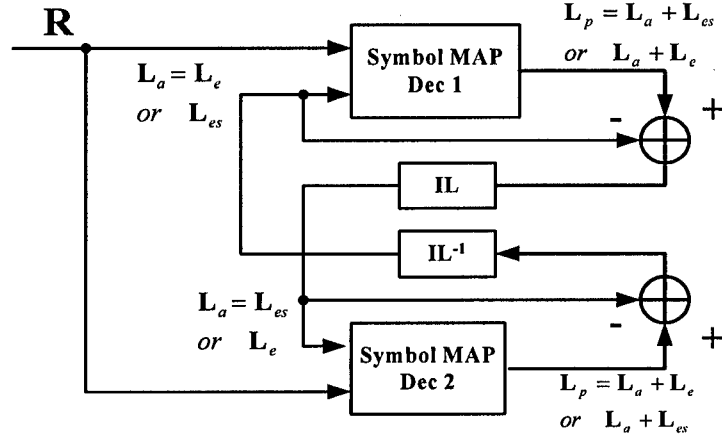 R
L_p = L_a + L_es
or L_a + L_e
Symbol MAP
Dec 1
L_a = L_e
or L_es
+
-
IL
IL⁻¹
L_a = L_es
or L_e
-
+
Symbol MAP
Dec 2
L_p = L_a + L_e
or L_a + L_es